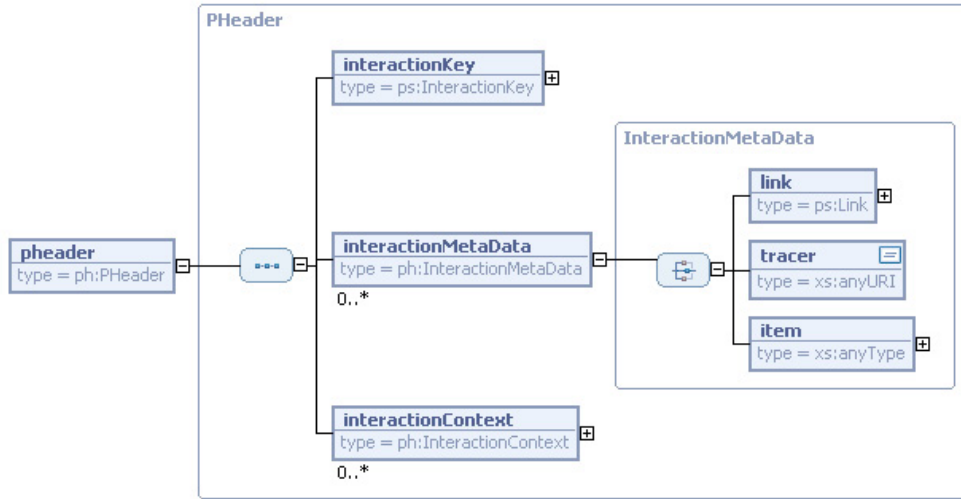 PHeader
interactionKey
type = ps:InteractionKey
InteractionMetaData
link
type = ps:Link
pheader
type = ph:PHeader
interactionMetaData
type = ph:InteractionMetaData
0..*
tracer
type = xs:anyURI
item
type = xs:anyType
interactionContext
type = ph:InteractionContext
0..*